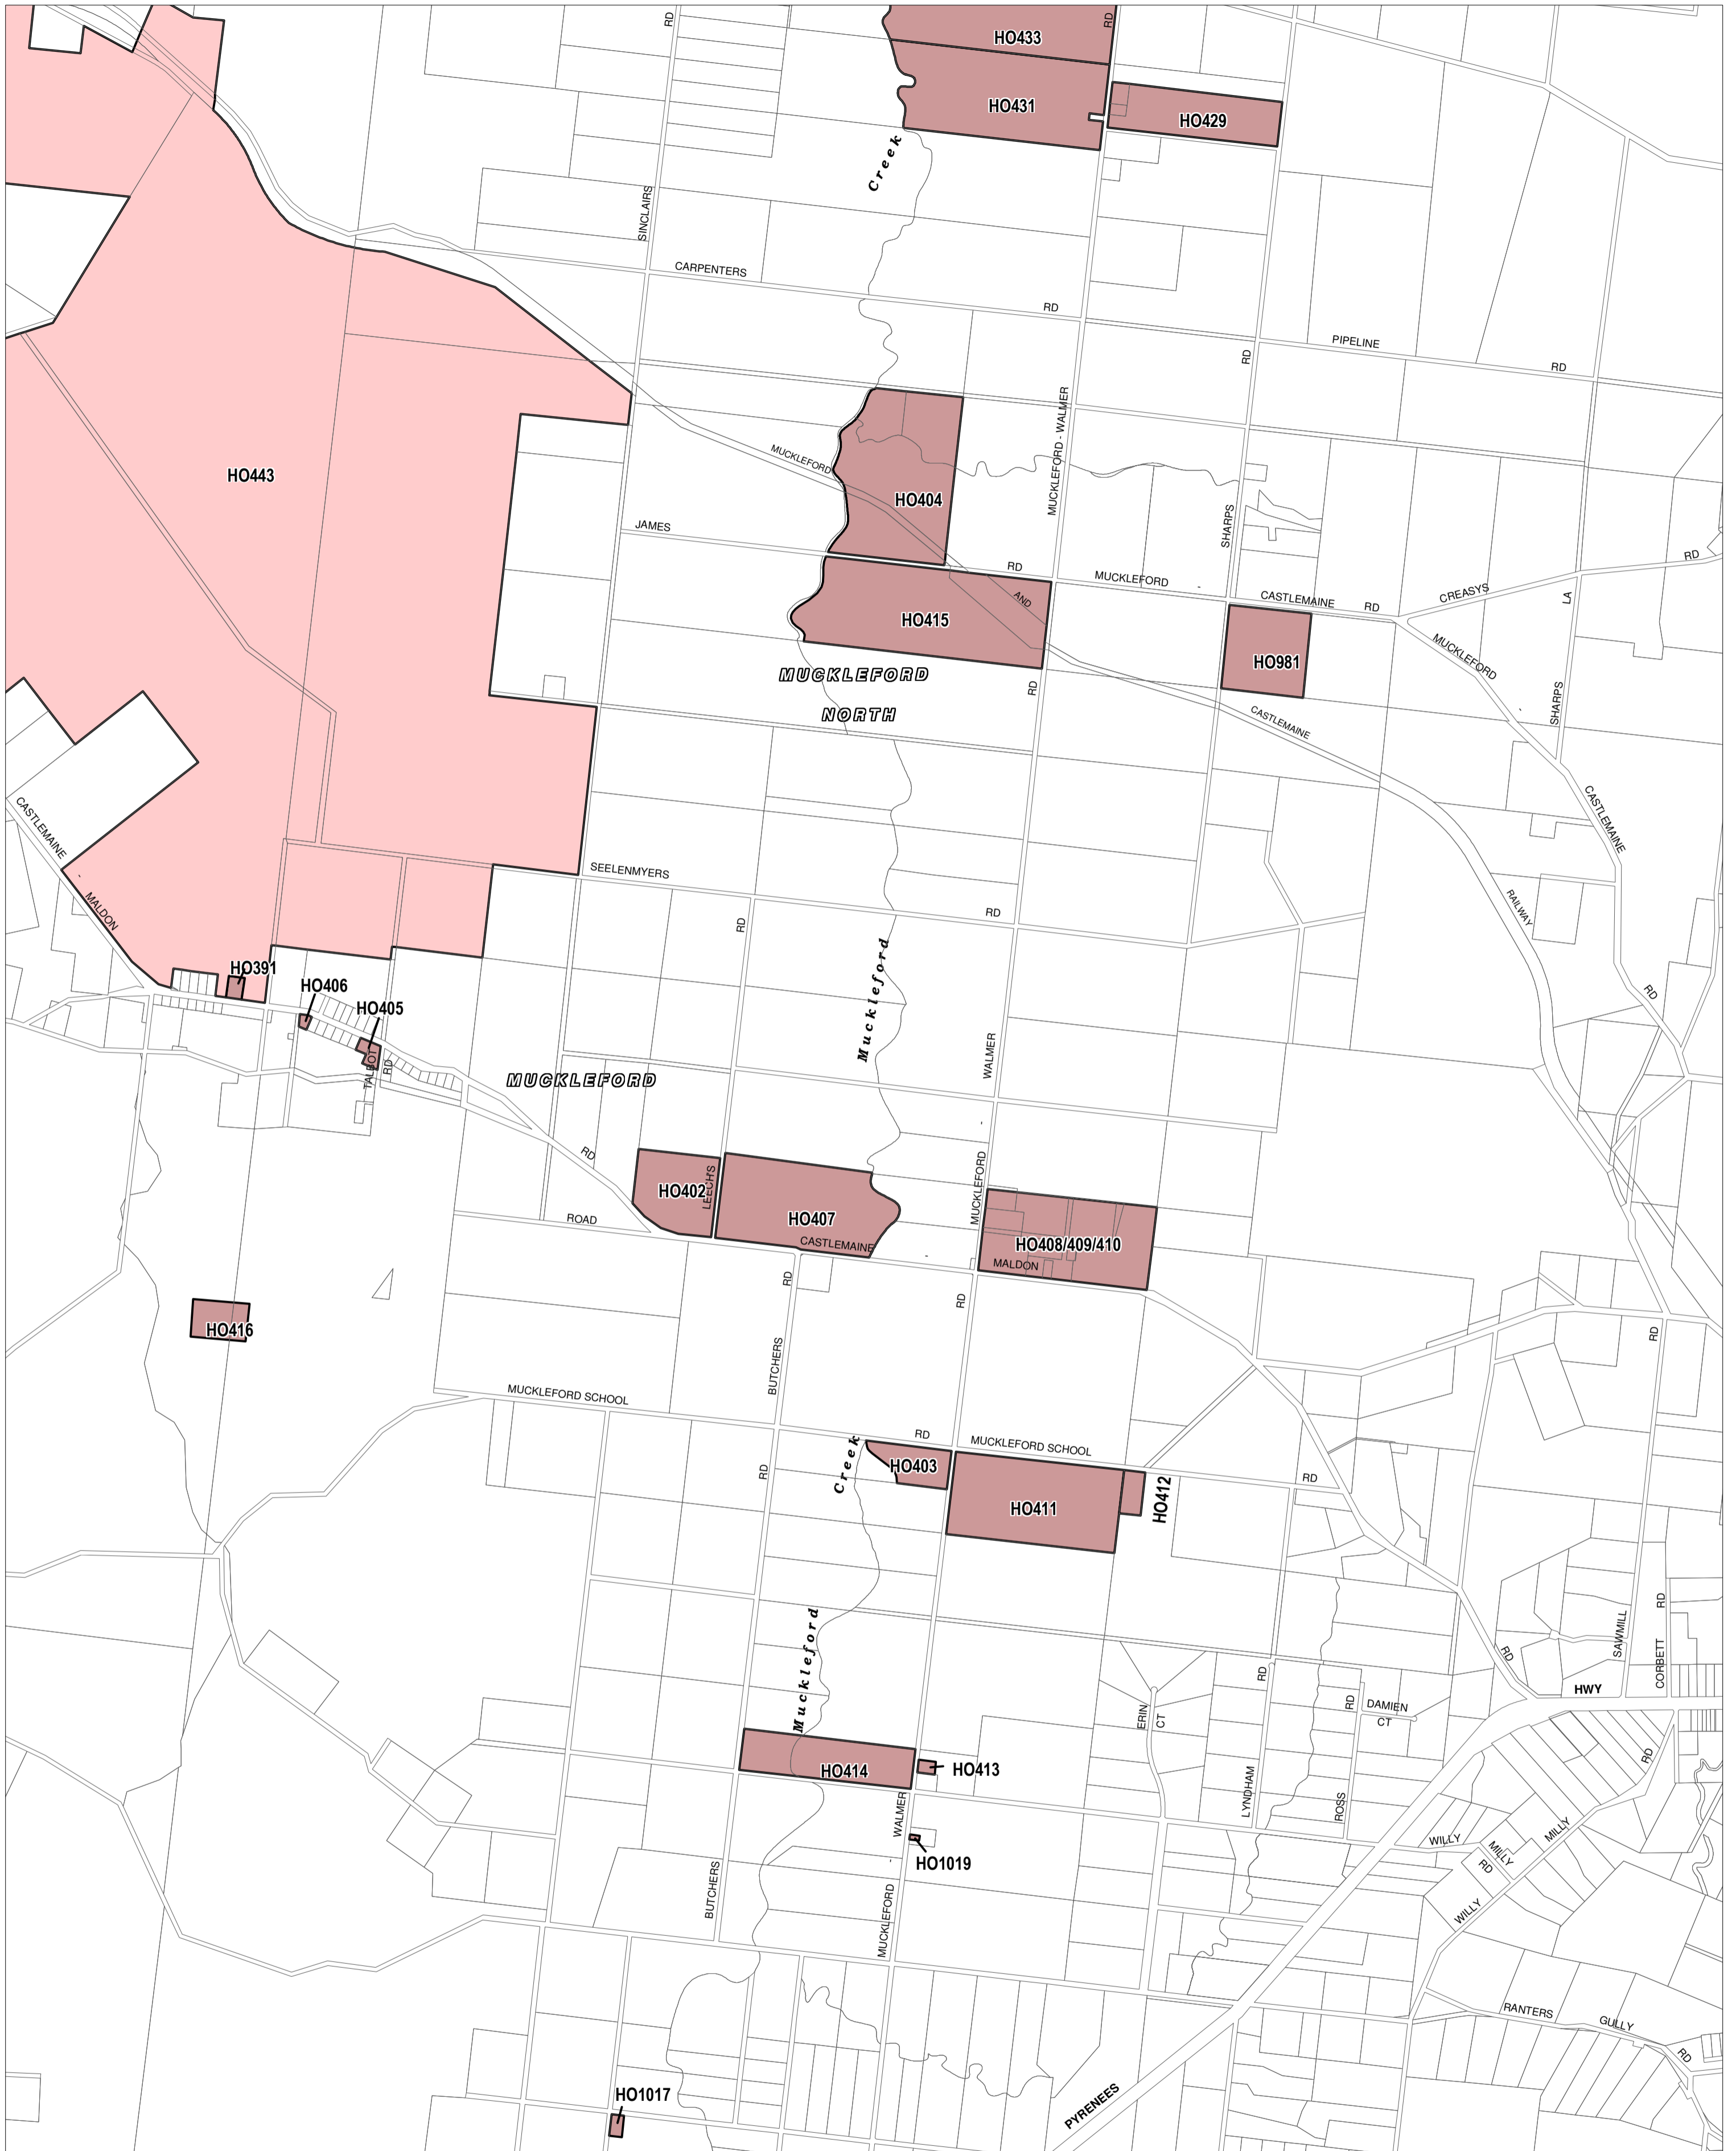 RD
RD
HO433
HO431
HO429
Creek
SINCLAIRS
CARPENTERS
RD
PIPELINE
RD
RD
MUCKLEFORD - WALMER
HO443
MUCKLEFORD
HO404
JAMES
RD
SHARPS
MUCKLEFORD
CASTLEMAINE
RD
CREASYS
RD
LA
AND
HO415
HO981
MUCKLEFORD
MUCKLEFORD
NORTH
RD
SHARPS
CASTLEMAINE
CASTLEMAINE
CASTLEMAINE
MALDON
SEELENMYERS
RD
RD
RAILWAY
Muckleford
HO391
HO406
HO405
RD
TALBOT
RD
WALMER
MUCKLEFORD
RD
HO402
LEECH'S
HO407
MUCKLEFORD
ROAD
CASTLEMAINE
HO408/409/410
MALDON
RD
RD
HO416
RD
BUTCHERS
MUCKLEFORD SCHOOL
RD
MUCKLEFORD SCHOOL
Creek
HO403
RD
RD
HO411
HO412
Muckleford
SAWMILL
CORBETT
RD
RD
RD
HWY
ERIN
CT
RD
DAMIEN
CT
HO414
HO413
LYNDHAM
ROSS
RD
WALMER
HO1019
WILLY
MILLY
RD
MILLY
WILLY
BUTCHERS
MUCKLEFORD
RANTERS
GULLY
RD
PYRENEES
HO1017